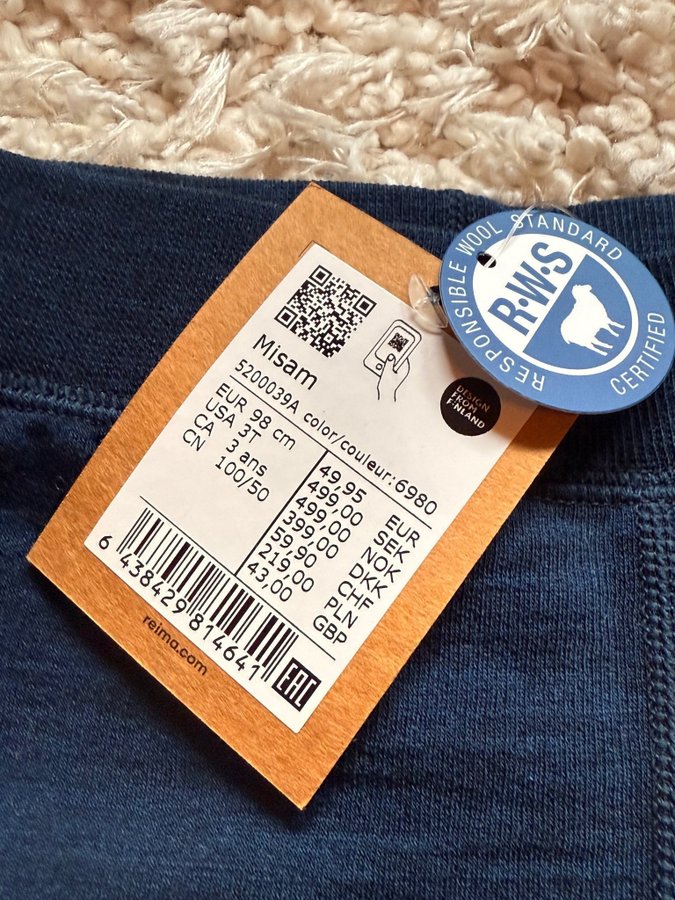 Misam
5200039A color/couleur:6980
EUR 98 cm
USA 3T
CA 3 ans
CN 100/50
49,95 EUR
499,00 SEK
499,00 NOK
399,00 DKK
59,90 CHF
219,00 PLN
43,00 GBP
6 438429 814641
EAC
reima.com
DESIGN
FROM
FINLAND
RESPONSIBLE WOOL STANDARD
R·W·S
CERTIFIED